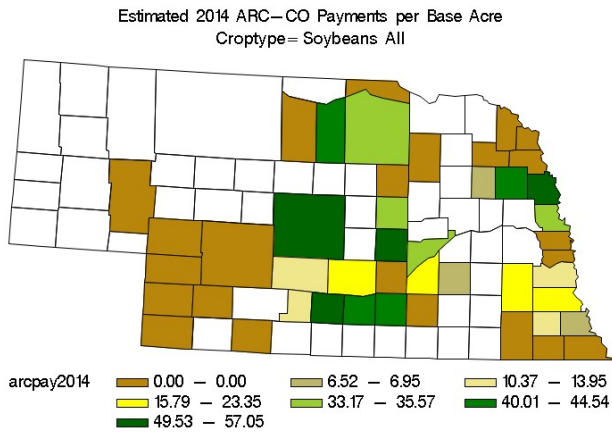 Estimated 2014 ARC—CO Payments per Base Acre
Croptype= Soybeans All
arcpay2014 0.00 — 0.00 6.52 — 6.95 10.37 — 13.95
15.79 — 23.35 33.17 — 35.57 40.01 — 44.54
49.53 — 57.05